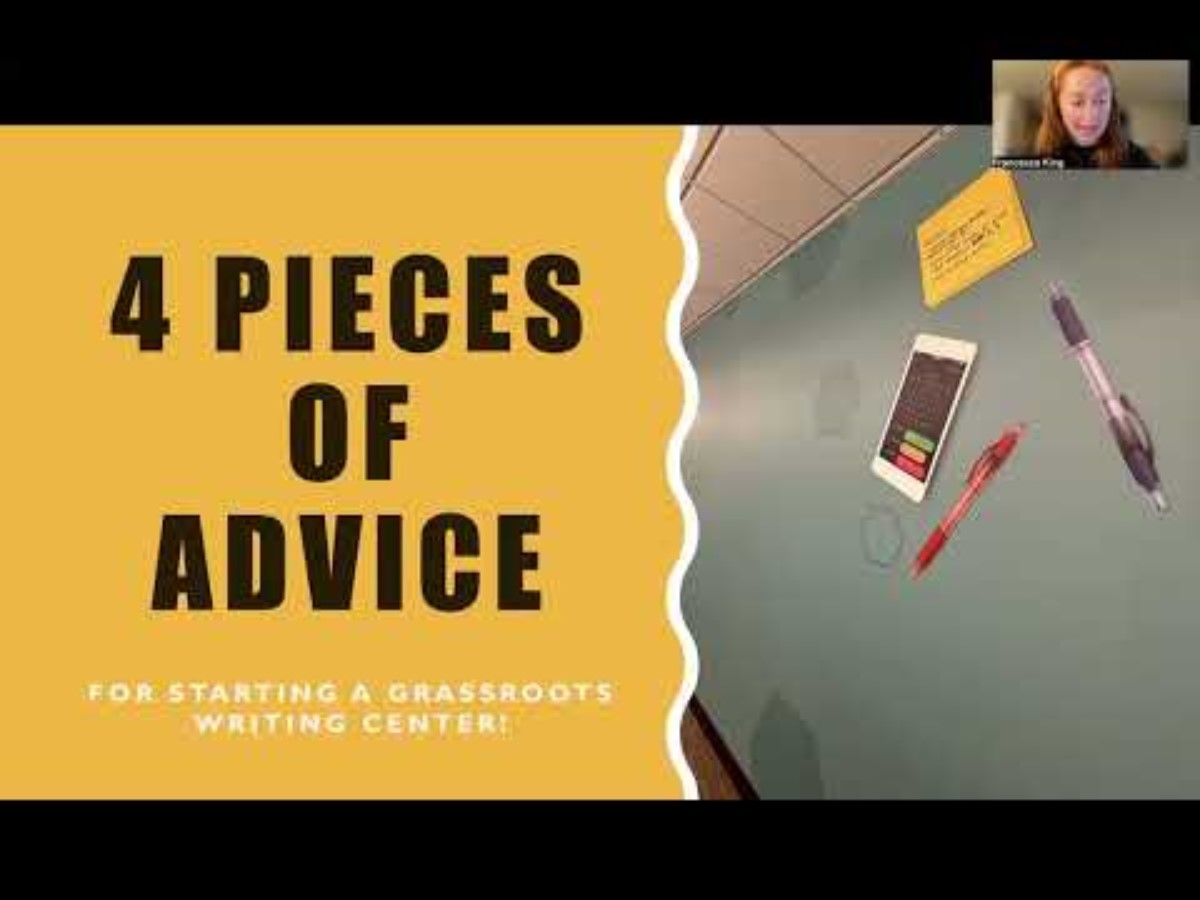 4 PIECES
OF
ADVICE
FOR STARTING A GRASSROOTS
WRITING CENTER!
Francesca King